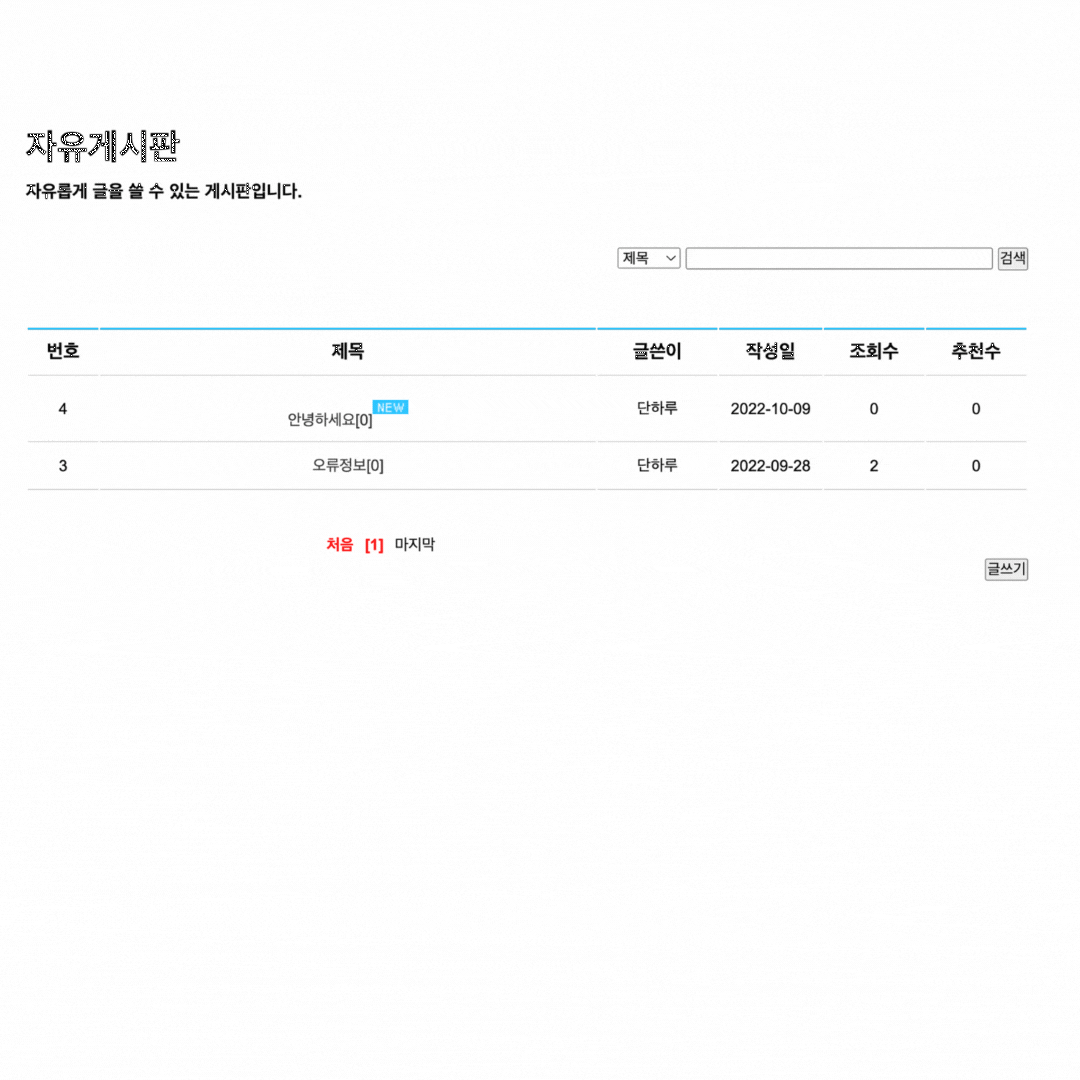 자유게시판
자유롭게 글을 쓸 수 있는 게시판입니다.
제목 검색
번호 제목 글쓴이 작성일 조회수 추천수
4 안녕하세요[0] NEW 단하루 2022-10-09 0 0
3 오류정보[0] 단하루 2022-09-28 2 0
처음 [1] 마지막
글쓰기